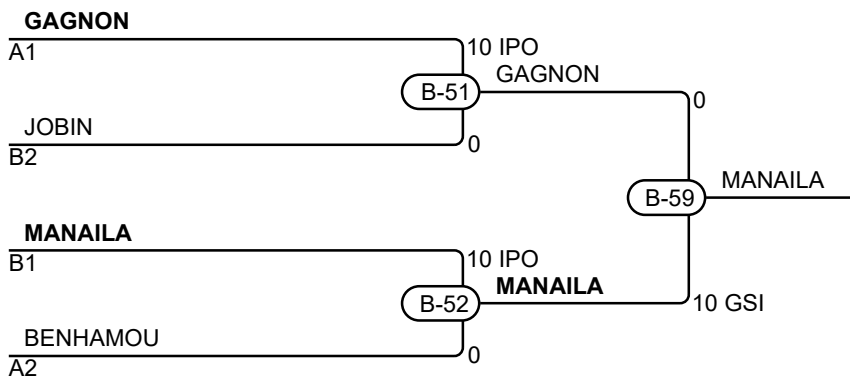 GAGNON
A1
10 IPO
GAGNON
B-51
0
JOBIN
B2
0
MANAILA
B-59
MANAILA
B1
10 IPO
MANAILA
B-52
10 GSI
BENHAMOU
A2
0